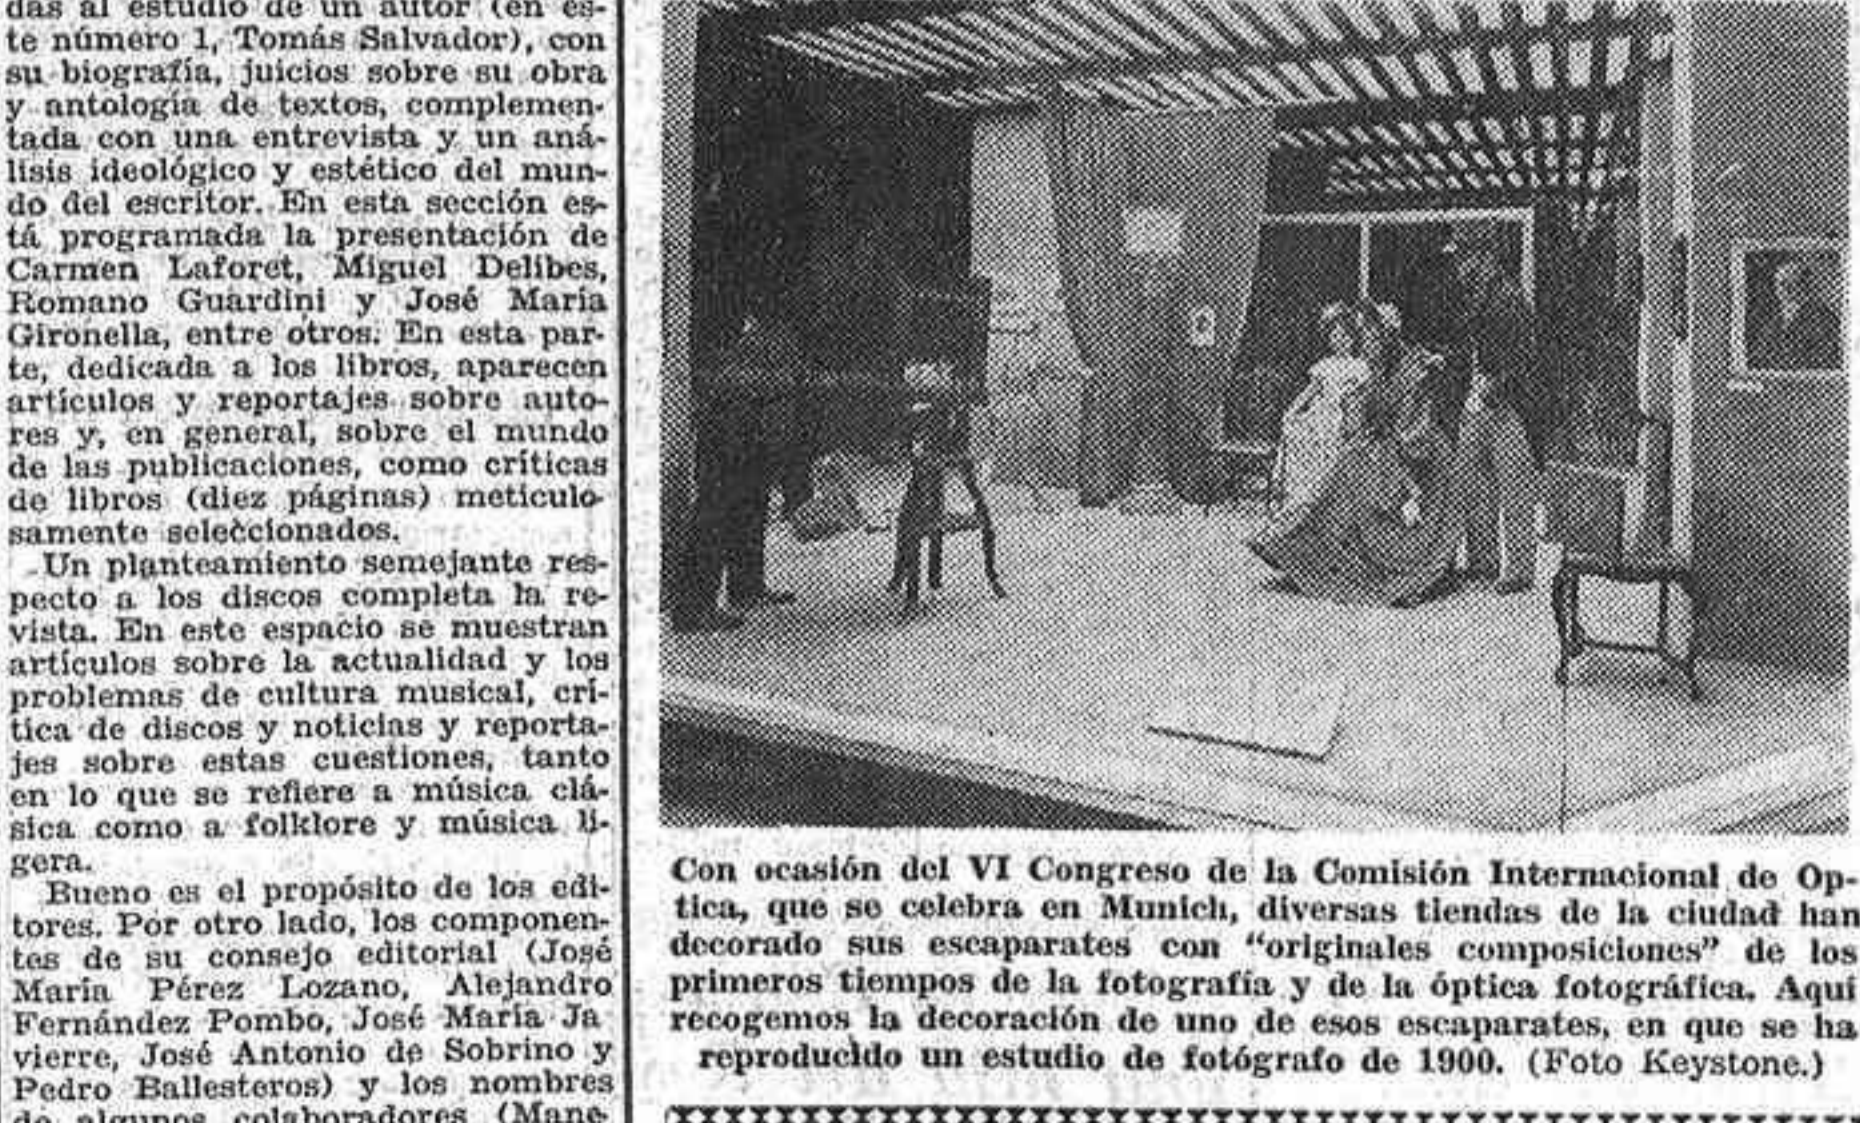 das al estudio de un autor (en es-
te número 1, Tomás Salvador), con
su biografía, juicios sobre su obra
y antología de textos, complemen-
tada con una entrevista y un aná-
lisis ideológico y estético del mun-
do del escritor. En esta sección es-
tá programada la presentación de
Carmen Laforet, Miguel Delibes,
Romano Guardini y José María
Gironella, entre otros. En esta par-
te, dedicada a los libros, aparecen
artículos y reportajes sobre auto-
res y, en general, sobre el mundo
de las publicaciones, como críticas
de libros (diez páginas) meticulo-
samente seleccionados.
Un planteamiento semejante res-
pecto a los discos completa la re-
vista. En este espacio se muestran
artículos sobre la actualidad y los
problemas de cultura musical, crí-
tica de discos y noticias y reporta-
jes sobre estas cuestiones, tanto
en lo que se refiere a música clá-
sica como a folklore y música li-
gera.
Bueno es el propósito de los edi-
tores. Por otro lado, los componen-
tes de su consejo editorial (José
María Pérez Lozano, Alejandro
Fernández Pombo, José María Ja
vierre, José Antonio de Sobrino y
Pedro Ballesteros) y los nombres
de algunos colaboradores (Mane-
Con ocasión del VI Congreso de la Comisión Internacional de Op-
tica, que se celebra en Munich, diversas tiendas de la ciudad han
decorado sus escaparates con "originales composiciones" de los
primeros tiempos de la fotografía y de la óptica fotográfica. Aquí
recogemos la decoración de uno de esos escaparates, en que se ha
reproducido un estudio de fotógrafo de 1900. (Foto Keystone.)